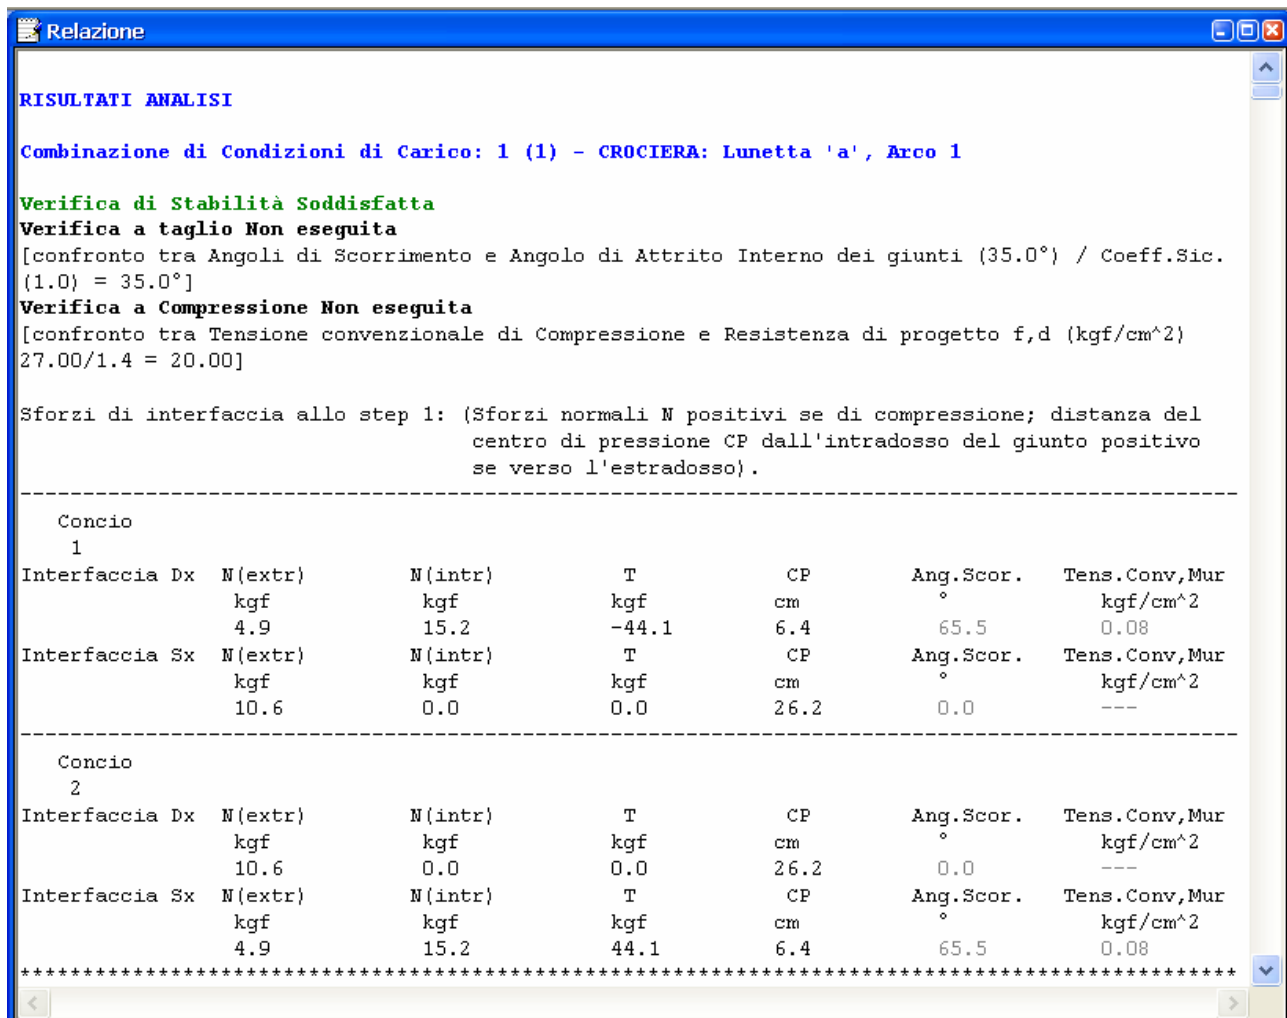 Relazione
RISULTATI ANALISI
Combinazione di Condizioni di Carico: 1 (1) - CROCIERA: Lunetta 'a', Arco 1
Verifica di Stabilità Soddisfatta
Verifica a taglio Non eseguita
[confronto tra Angoli di Scorrimento e Angolo di Attrito Interno dei giunti (35.0°) / Coeff.Sic.
(1.0) = 35.0°]
Verifica a Compressione Non eseguita
[confronto tra Tensione convenzionale di Compressione e Resistenza di progetto f,d (kgf/cm^2)
27.00/1.4 = 20.00]
Sforzi di interfaccia allo step 1: (Sforzi normali N positivi se di compressione; distanza del
centro di pressione CP dall'intradosso del giunto positivo
se verso l'estradosso).
-------------------------------------------------------------------------------------------------
Concio
1
Interfaccia Dx N(extr) N(intr) T CP Ang.Scor. Tens.Conv,Mur
kgf kgf kgf cm ° kgf/cm^2
4.9 15.2 -44.1 6.4 65.5 0.08
Interfaccia Sx N(extr) N(intr) T CP Ang.Scor. Tens.Conv,Mur
kgf kgf kgf cm ° kgf/cm^2
10.6 0.0 0.0 26.2 0.0 ---
-------------------------------------------------------------------------------------------------
Concio
2
Interfaccia Dx N(extr) N(intr) T CP Ang.Scor. Tens.Conv,Mur
kgf kgf kgf cm ° kgf/cm^2
10.6 0.0 0.0 26.2 0.0 ---
Interfaccia Sx N(extr) N(intr) T CP Ang.Scor. Tens.Conv,Mur
kgf kgf kgf cm ° kgf/cm^2
4.9 15.2 44.1 6.4 65.5 0.08
*************************************************************************************************